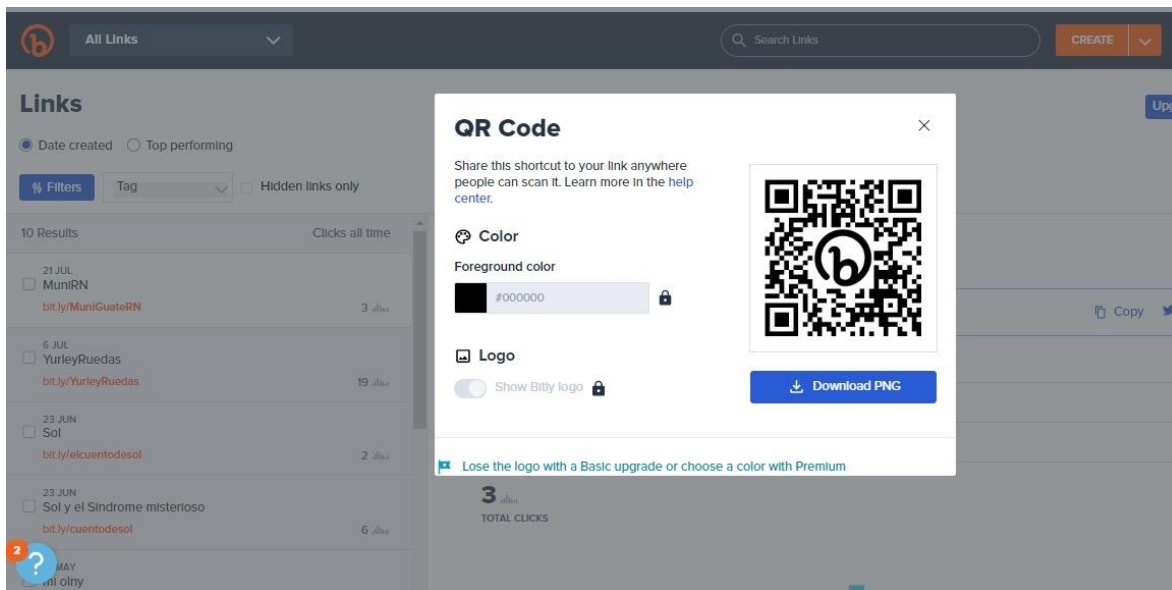 All Links
Search Links
CREATE
Links
Date created Top performing
Filters Tag Hidden links only
10 Results Clicks all time
21 JUL
MuniRN
bit.ly/MuniGuateRN 3
6 JUL
YurleyRuedas
bit.ly/YurleyRuedas 19
23 JUN
Sol
bit.ly/elcuentodesol 2
23 JUN
Sol y el Síndrome misterioso
bit.ly/cuentodesol 6
2
?
MAY
mi olny
QR Code
Share this shortcut to your link anywhere
people can scan it. Learn more in the help
center.
Color
Foreground color
#000000
Logo
Show Bitly logo
Download PNG
Lose the logo with a Basic upgrade or choose a color with Premium
Copy
3
TOTAL CLICKS